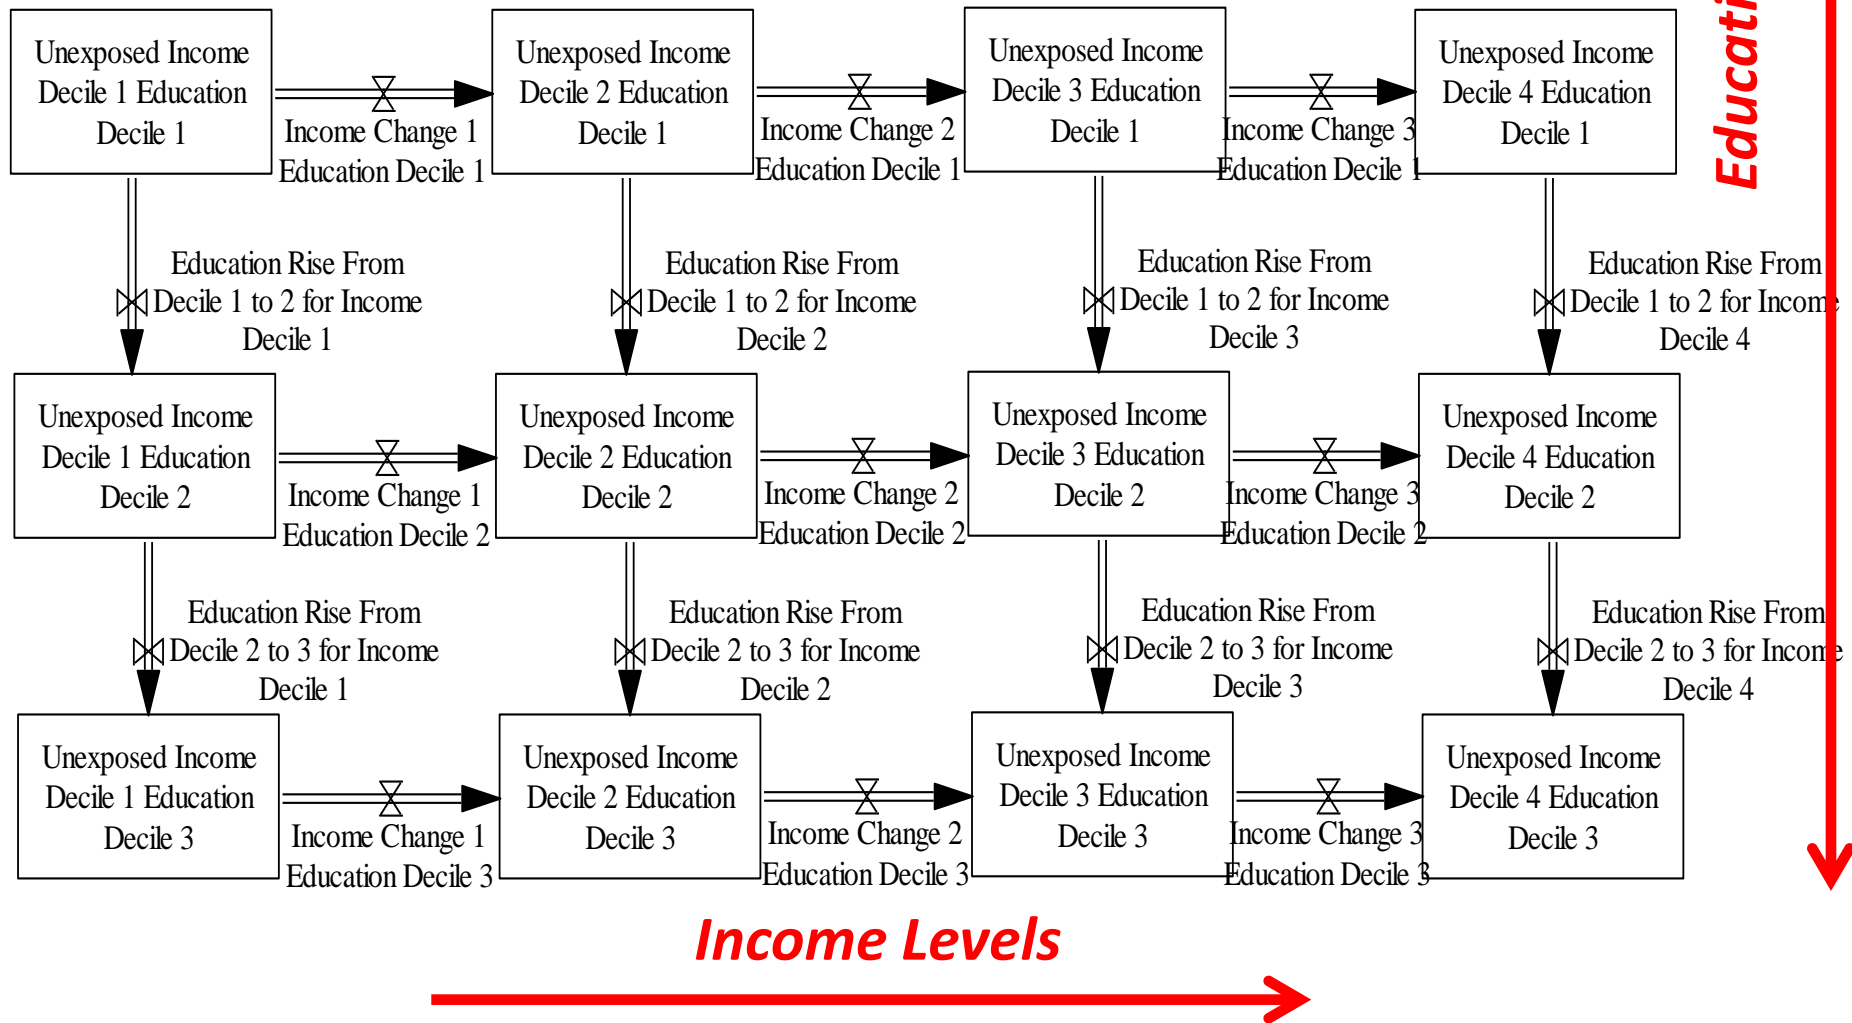 Unexposed Income
Decile 1 Education
Decile 1
Income Change 1
Education Decile 1
Unexposed Income
Decile 2 Education
Decile 1
Income Change 2
Education Decile 1
Unexposed Income
Decile 3 Education
Decile 1
Income Change 3
Education Decile 1
Unexposed Income
Decile 4 Education
Decile 1
Educati
Education Rise From
Decile 1 to 2 for Income
Decile 1
Education Rise From
Decile 1 to 2 for Income
Decile 2
Education Rise From
Decile 1 to 2 for Income
Decile 3
Education Rise From
Decile 1 to 2 for Income
Decile 4
Unexposed Income
Decile 1 Education
Decile 2
Income Change 1
Education Decile 2
Unexposed Income
Decile 2 Education
Decile 2
Income Change 2
Education Decile 2
Unexposed Income
Decile 3 Education
Decile 2
Income Change 3
Education Decile 2
Unexposed Income
Decile 4 Education
Decile 2
Education Rise From
Decile 2 to 3 for Income
Decile 1
Education Rise From
Decile 2 to 3 for Income
Decile 2
Education Rise From
Decile 2 to 3 for Income
Decile 3
Education Rise From
Decile 2 to 3 for Income
Decile 4
Unexposed Income
Decile 1 Education
Decile 3
Income Change 1
Education Decile 3
Unexposed Income
Decile 2 Education
Decile 3
Income Change 2
Education Decile 3
Unexposed Income
Decile 3 Education
Decile 3
Income Change 3
Education Decile 3
Unexposed Income
Decile 4 Education
Decile 3
Income Levels